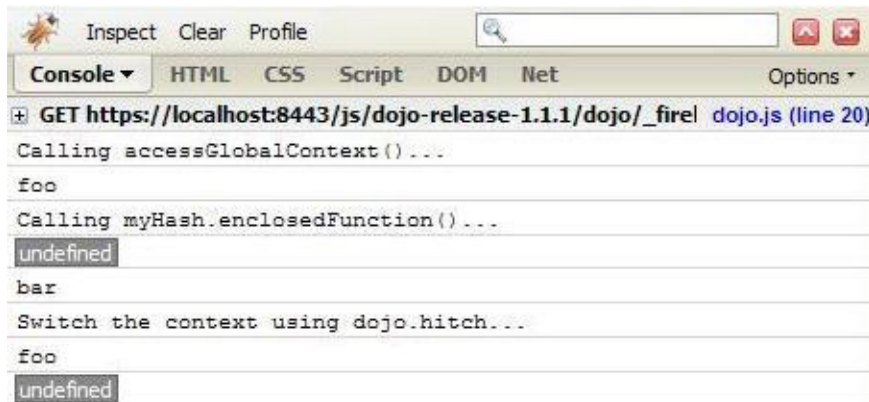 Inspect Clear Profile
Console HTML CSS Script DOM Net Options
GET https://localhost:8443/js/dojo-release-1.1.1/dojo/_firel dojo.js (line 20)
Calling accessGlobalContext()...
foo
Calling myHash.enclosedFunction()...
undefined
bar
Switch the context using dojo.hitch...
foo
undefined